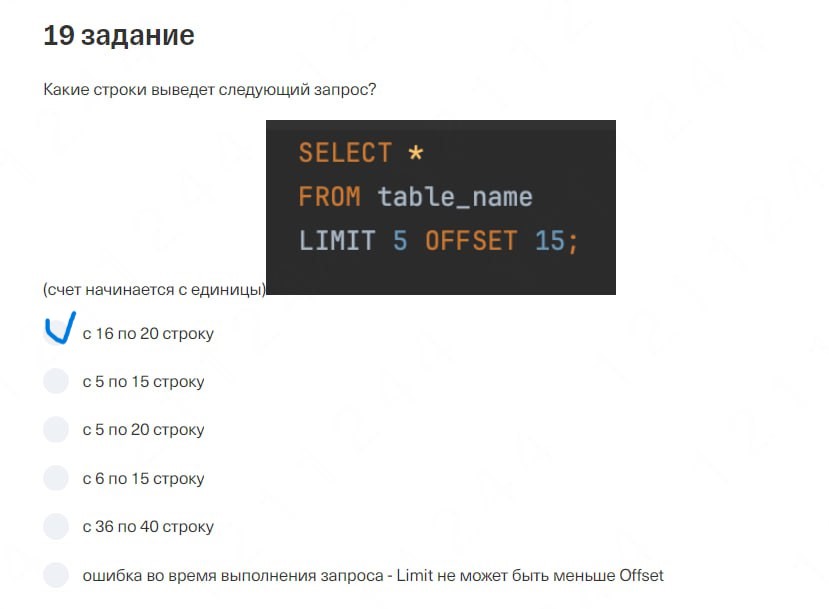 19 задание
Какие строки выведет следующий запрос?
SELECT *
FROM table_name
LIMIT 5 OFFSET 15;
(счет начинается с единицы)
с 16 по 20 строку
с 5 по 15 строку
с 5 по 20 строку
с 6 по 15 строку
с 36 по 40 строку
ошибка во время выполнения запроса - Limit не может быть меньше Offset